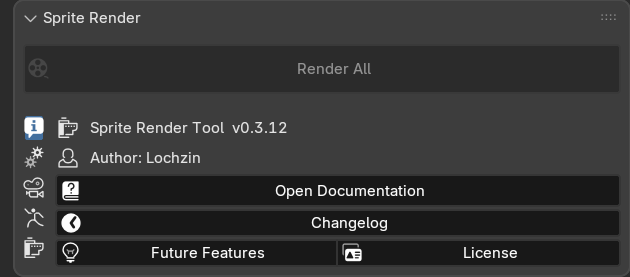 Sprite Render
Render All
Sprite Render Tool v0.3.12
Author: Lochzin
Open Documentation
Changelog
Future Features License